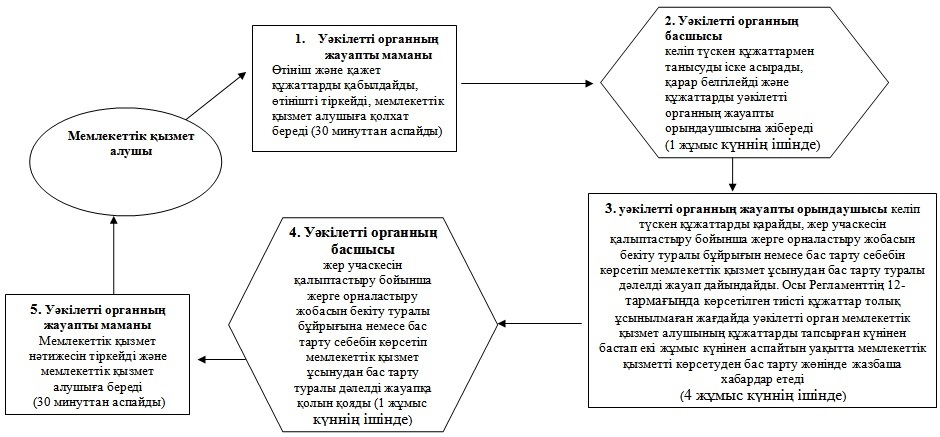 Мемлекеттік қызмет
алушы
1. Уәкілетті органның
жауапты маманы
Өтініш және қажет
құжаттарды қабылдайды,
өтінішті тіркейді, мемлекеттік
қызмет алушыға қолхат
береді (30 минуттан аспайды)
2. Уәкілетті органның
басшысы
келіп түскен құжаттармен
танысуды іске асырады,
қарар белгілейді және
құжаттарды уәкілетті
органның жауапты
орындаушысына жібереді
(1 жұмыс күннің ішінде)
3. уәкілетті органның жауапты орындаушысы келіп
түскен құжаттарды қарайды, жер учаскесін
қалыптастыру бойынша жерге орналастыру жобасын
бекіту туралы бұйрығын немесе бас тарту себебін
көрсетіп мемлекеттік қызмет ұсынудан бас тарту туралы
дәлелді жауап дайындайды. Осы Регламенттің 12-
тармағында көрсетілген тиісті құжаттар толық
ұсынылмаған жағдайда уәкілетті орган мемлекеттік
қызмет алушының құжаттарды тапсырған күнінен
бастап екі жұмыс күнінен аспайтын уақытта мемлекеттік
қызметті көрсетуден бас тарту жөнінде жазбаша
хабардар етеді
(4 жұмыс күннің ішінде)
4. Уәкілетті органның
басшысы
жер учаскесін
қалыптастыру бойынша
жерге орналастыру
жобасын бекіту туралы
бұйрығына немесе бас
тарту себебін көрсетіп
мемлекеттік қызмет
ұсынудан бас тарту
туралы дәлелді жауапқа
қолын қояды (1 жұмыс
күннің ішінде)
5. Уәкілетті органның
жауапты маманы
Мемлекеттік қызмет
нәтижесін тіркейді және
мемлекеттік қызмет
алушыға береді
(30 минуттан аспайды)